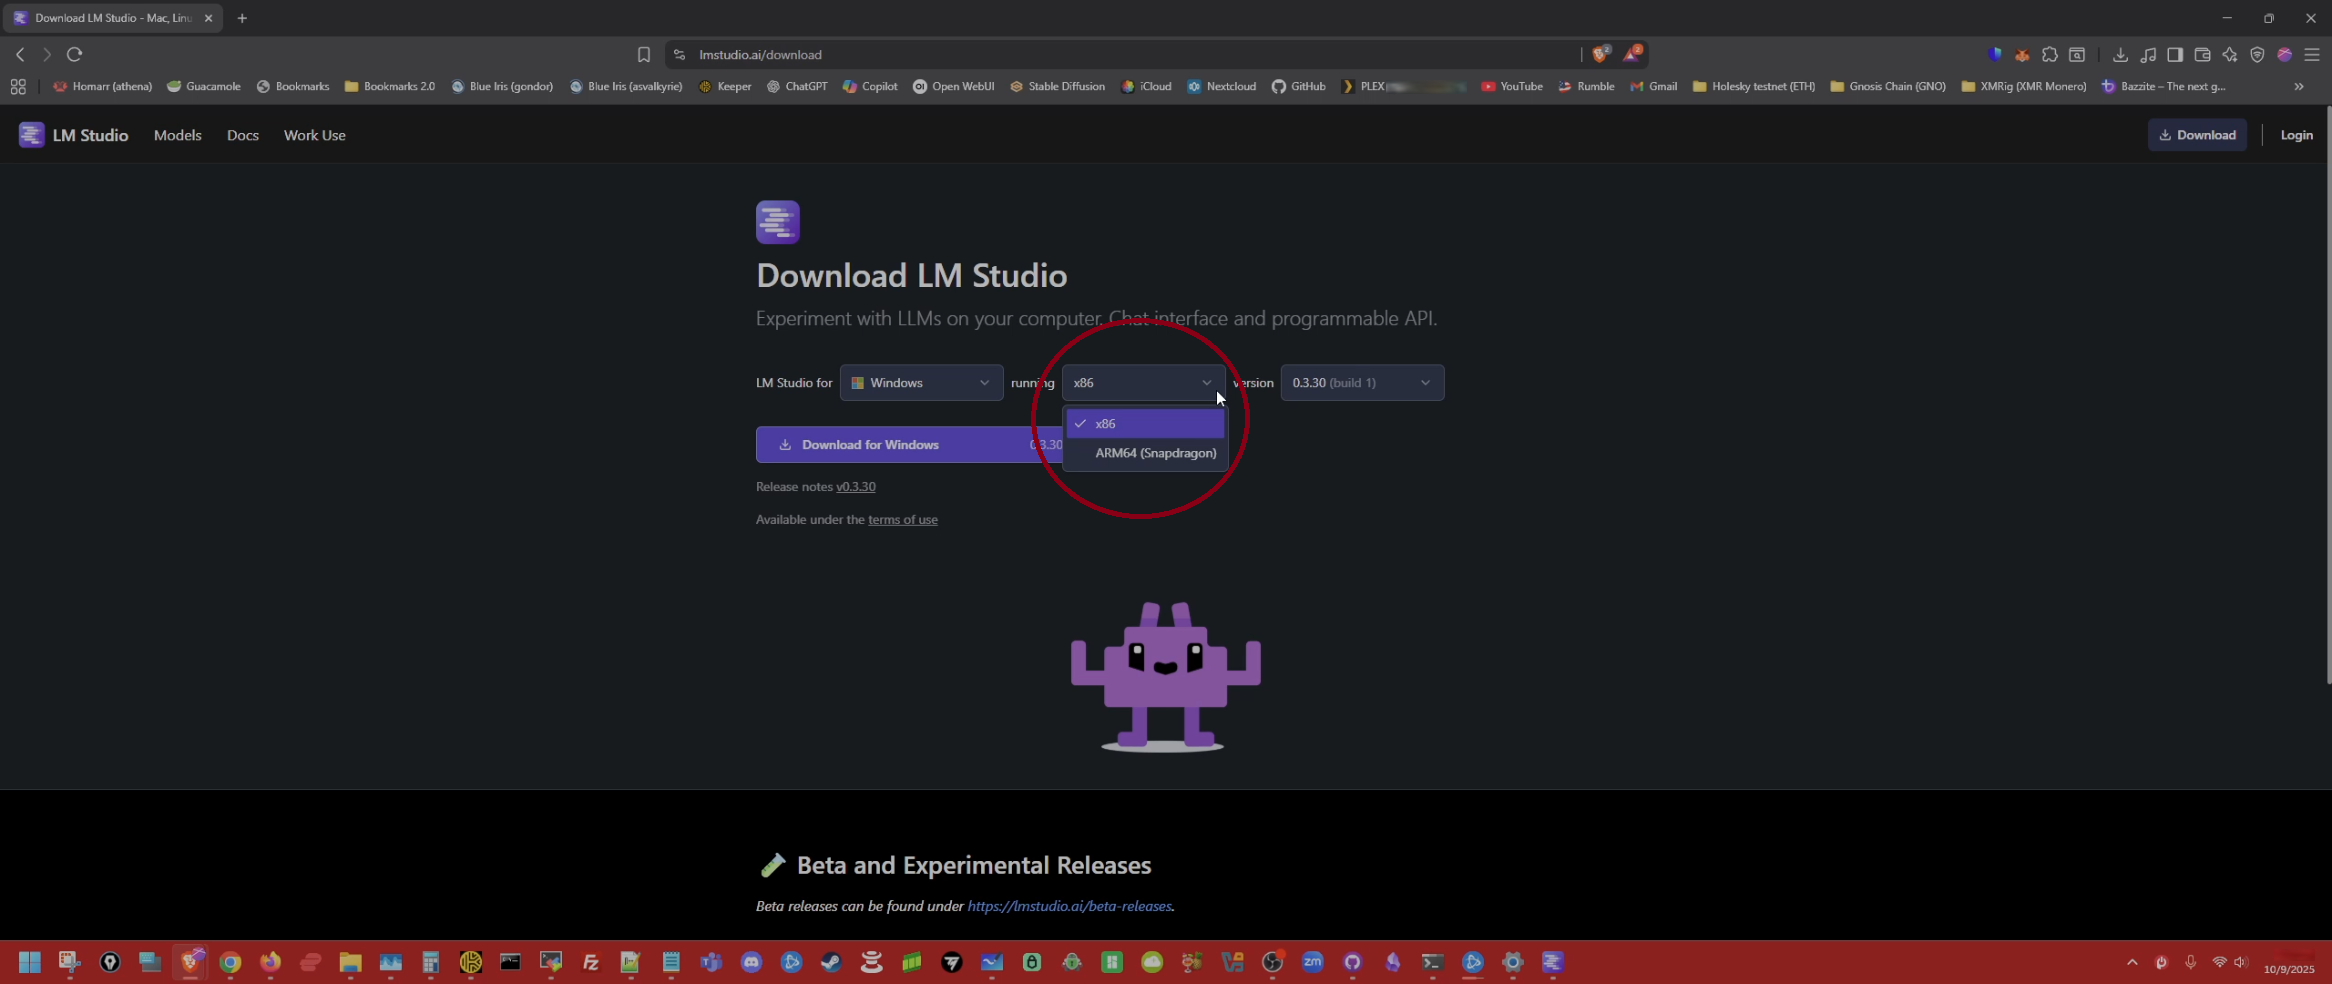 Download LM Studio - Mac, Linu
lmstudio.ai/download
2
2
Homarr (athena)
Guacamole
Bookmarks
Bookmarks 2.0
Blue Iris (gondor)
Blue Iris (asvalkyrie)
Keeper
ChatGPT
Copilot
Open WebUI
Stable Diffusion
iCloud
Nextcloud
GitHub
PLEX
YouTube
Rumble
Gmail
Holesky testnet (ETH)
Gnosis Chain (GNO)
XMRig (XMR Monero)
Bazzite – The next g...
LM Studio
Models
Docs
Work Use
Download
Login
Download LM Studio
Experiment with LLMs on your computer. Chat interface and programmable API.
LM Studio for
Windows
running
x86
version
0.3.30 (build 1)
x86
ARM64 (Snapdragon)
Download for Windows
0.3.30
Release notes v0.3.30
Available under the terms of use
Beta and Experimental Releases
Beta releases can be found under https://lmstudio.ai/beta-releases.
zm
10/9/2025